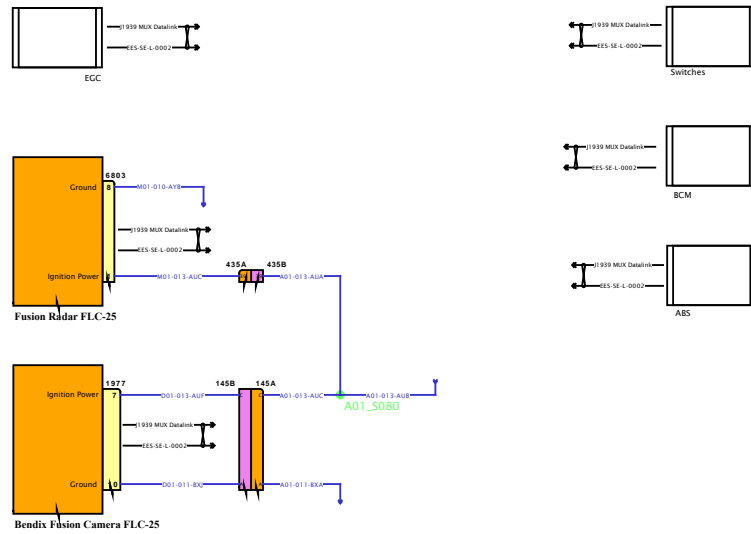 J1939 MUX Datalink
EES-SE-L-0002
EGC
J1939 MUX Datalink
EES-SE-L-0002
Switches
J1939 MUX Datalink
EES-SE-L-0002
BCM
6803
Ground
8
M01-010-AYB
J1939 MUX Datalink
EES-SE-L-0002
435A
435B
Ignition Power
M01-013-AUC
A01-013-AUA
Fusion Radar FLC-25
J1939 MUX Datalink
EES-SE-L-0002
ABS
1977
145B
145A
Ignition Power
7
D01-013-AUF
C
C
A01-013-AUC
A01-013-AUB
A01_S080
J1939 MUX Datalink
EES-SE-L-0002
Ground
D01-011-BXJ
A
A01-011-BXA
Bendix Fusion Camera FLC-25